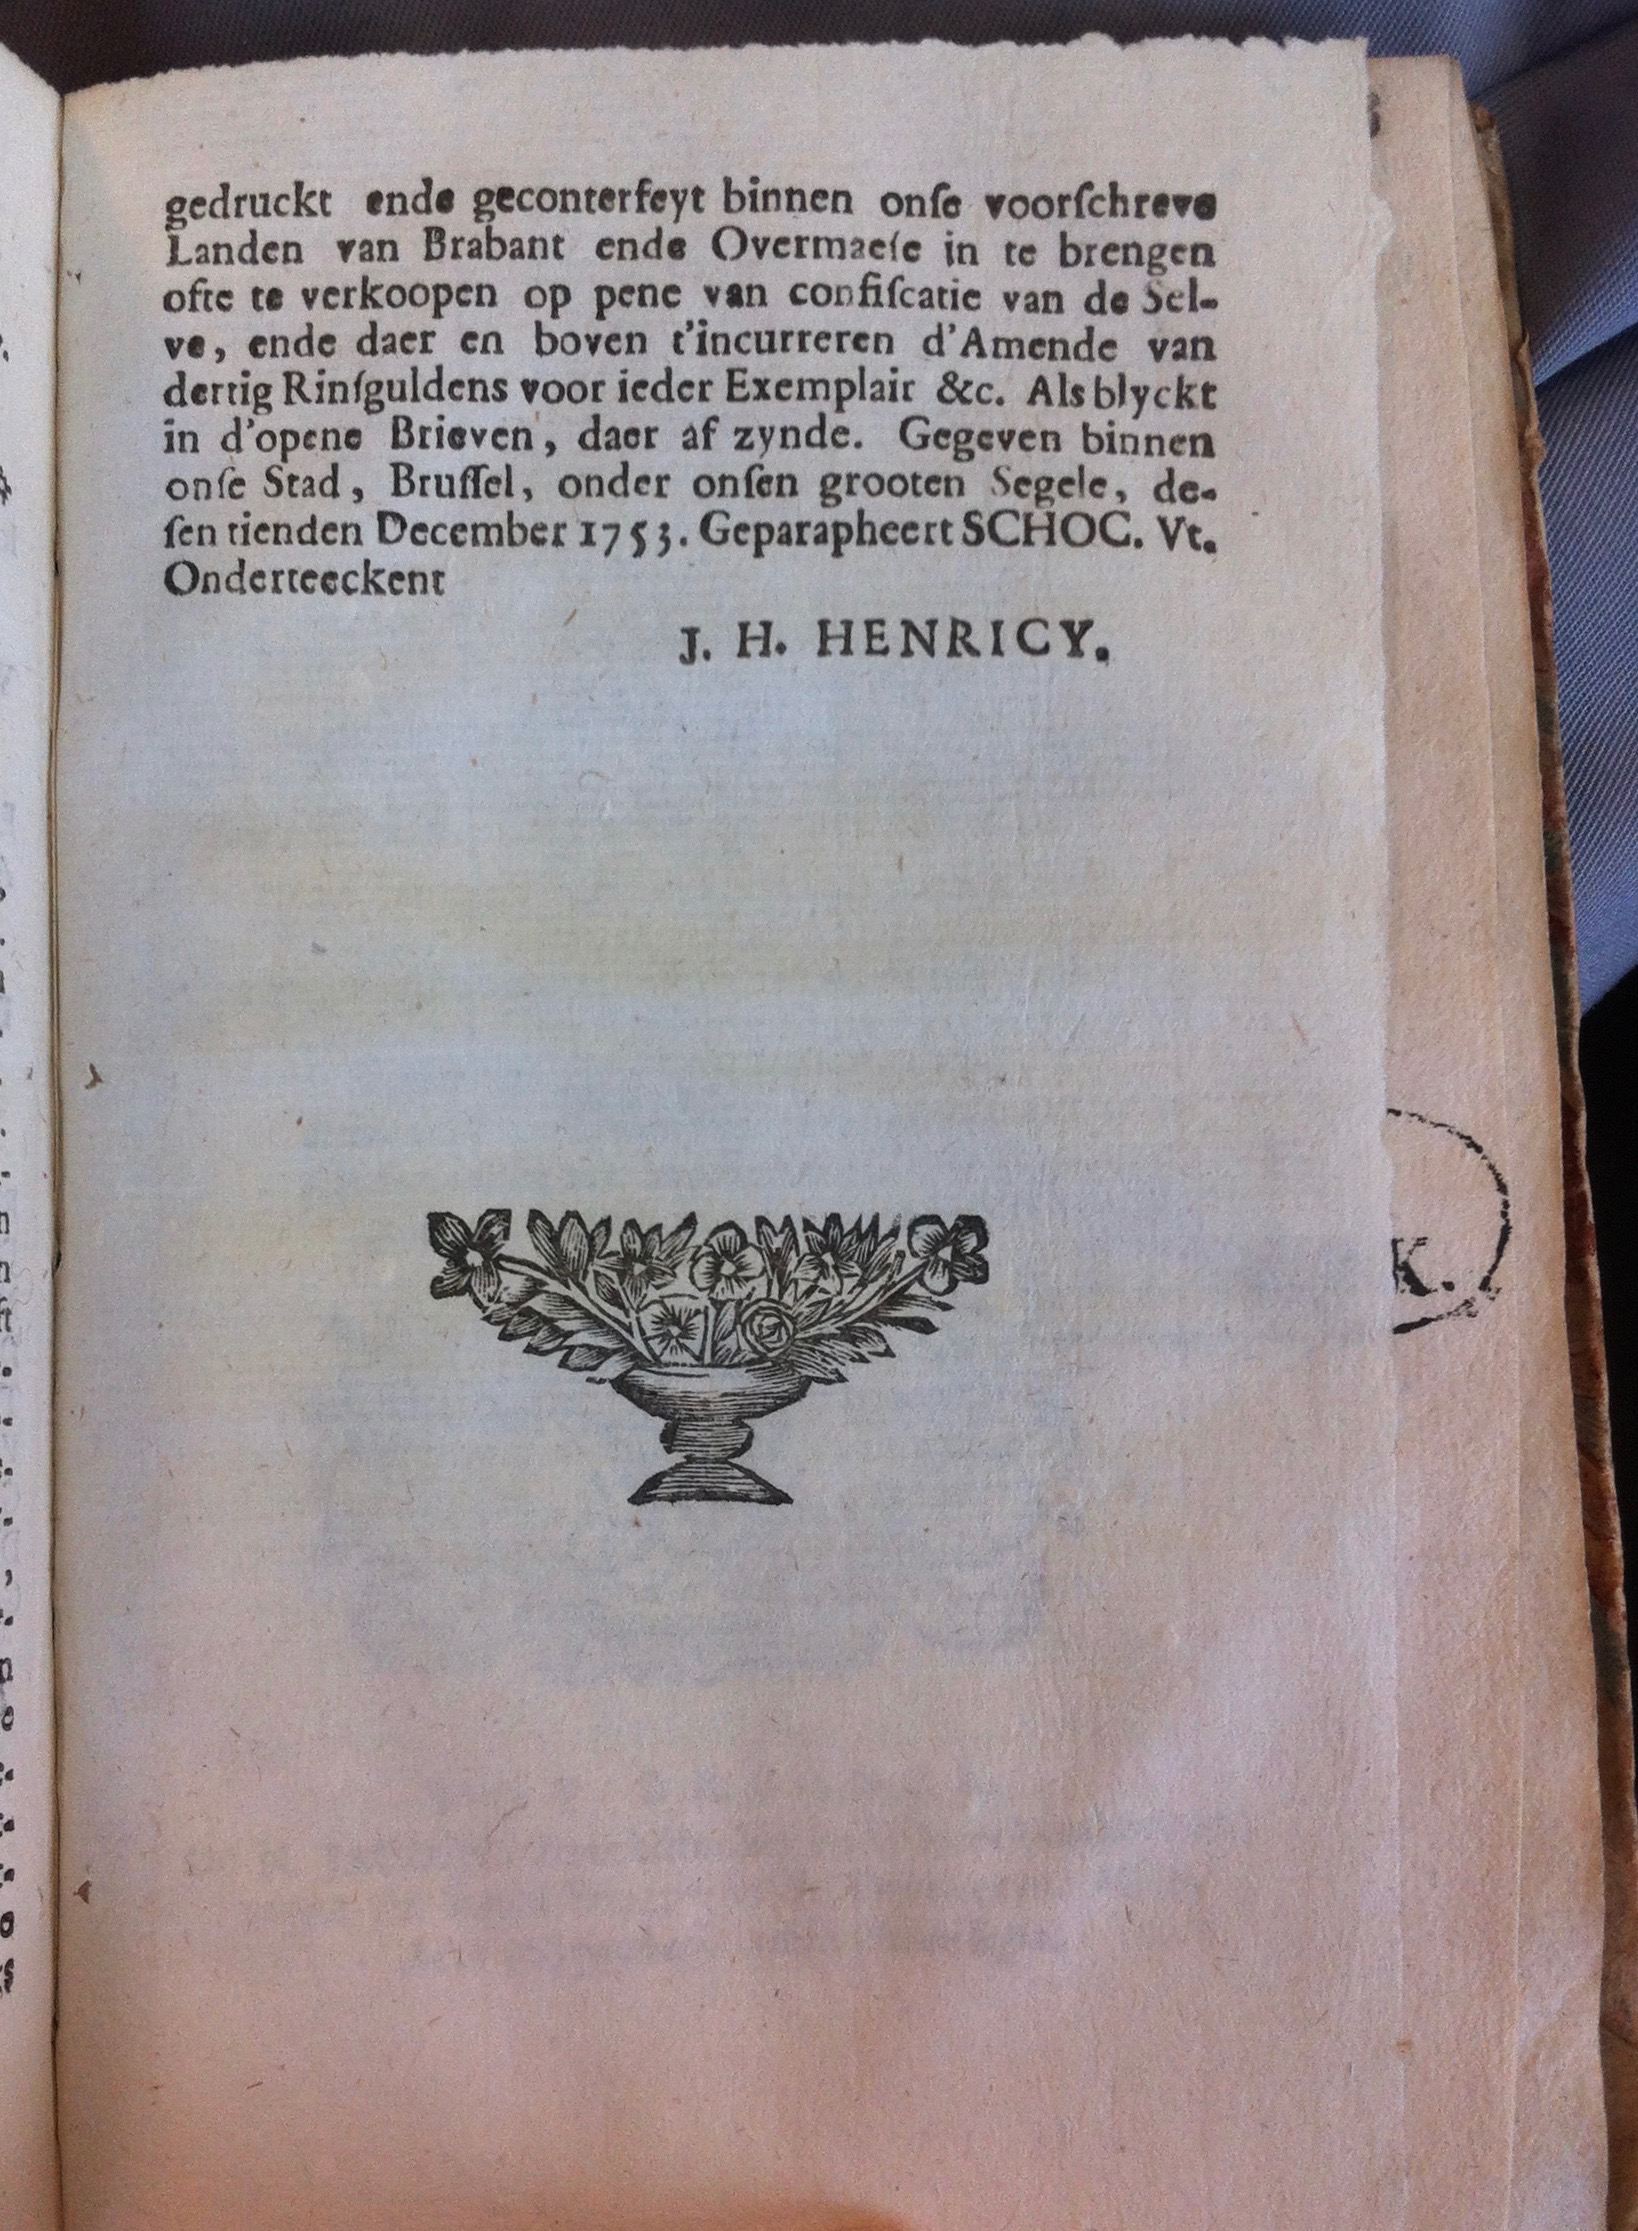 gedruckt ende geconterfeyt binnen onſe voorſchreve
Landen van Brabant ende Overmaeſe in te brengen
ofte te verkoopen op pene van confiſcatie van de Sel-
ve, ende daer en boven t'incurreren d'Amende van
dertig Rinſguldens voor ieder Exemplair &c. Als blyckt
in d'opene Brieven, daer af zynde. Gegeven binnen
onſe Stad, Bruſſel, onder onſen grooten Segele, de-
ſen tienden December 1753. Geparapheert SCHOC. Vt.
Onderteeckent
J. H. HENRICY.
K.